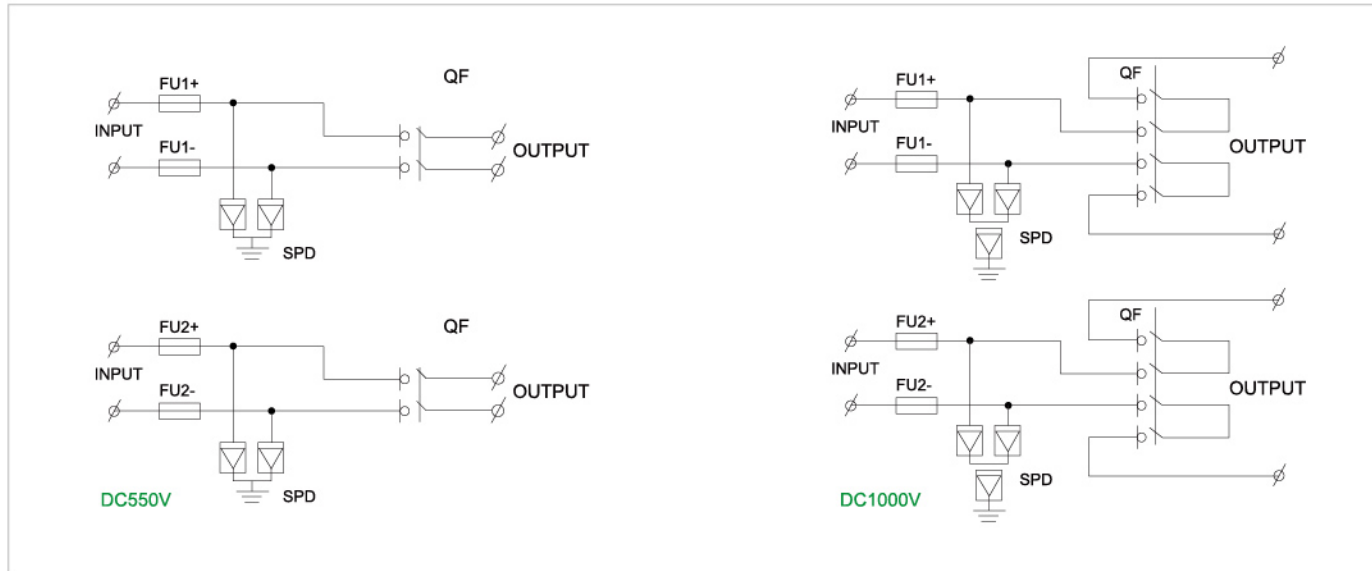 FU1+
QF
INPUT
FU1-
OUTPUT
SPD
FU2+
QF
INPUT
FU2-
OUTPUT
SPD
DC550V
FU1+
QF
INPUT
FU1-
OUTPUT
SPD
FU2+
QF
INPUT
FU2-
OUTPUT
SPD
DC1000V